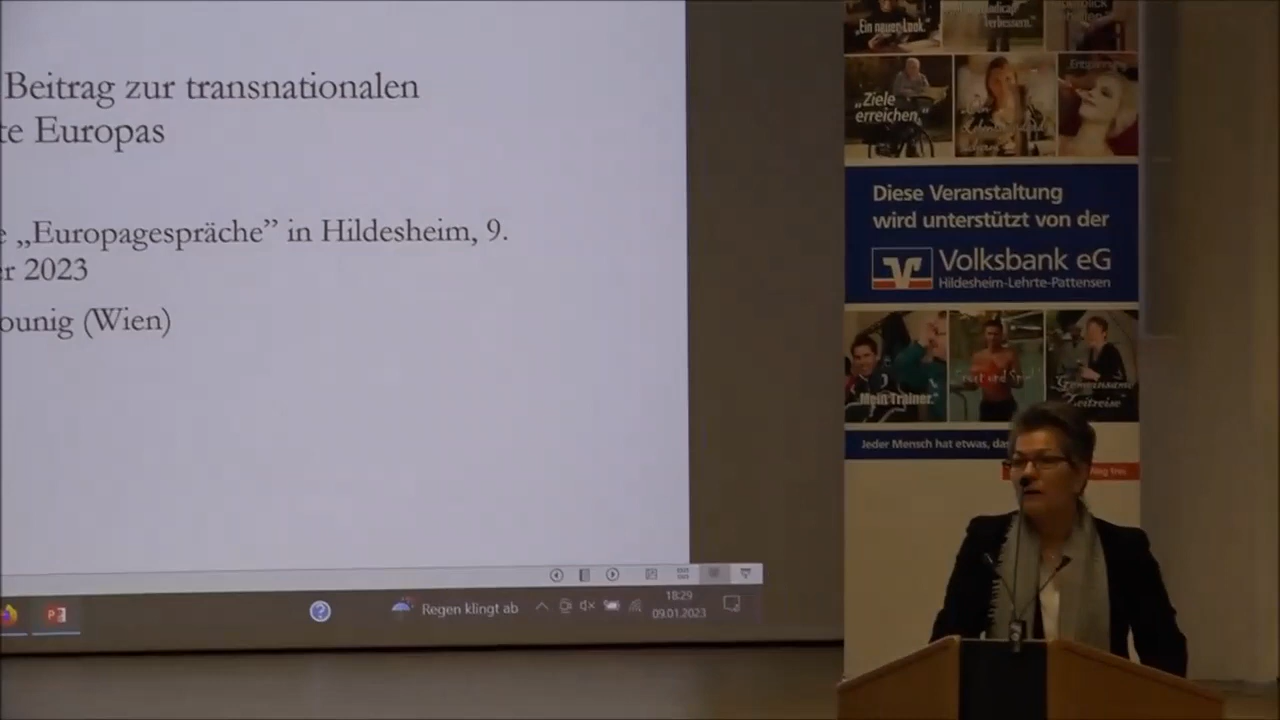 Beitrag zur transnationalen
te Europas
e „Europagespräche” in Hildesheim, 9.
r 2023
ounig (Wien)
Regen klingt ab
18:29
09.01.2023
„Ein neuer Look.“
verbessern.“
„Ziele
erreichen.“
„Entspannung
Diese Veranstaltung
wird unterstützt von der
Volksbank eG
Hildesheim-Lehrte-Pattensen
„Mein Trainer.“
„Gemeinsame
Zeitreise“
Jeder Mensch hat etwas, das